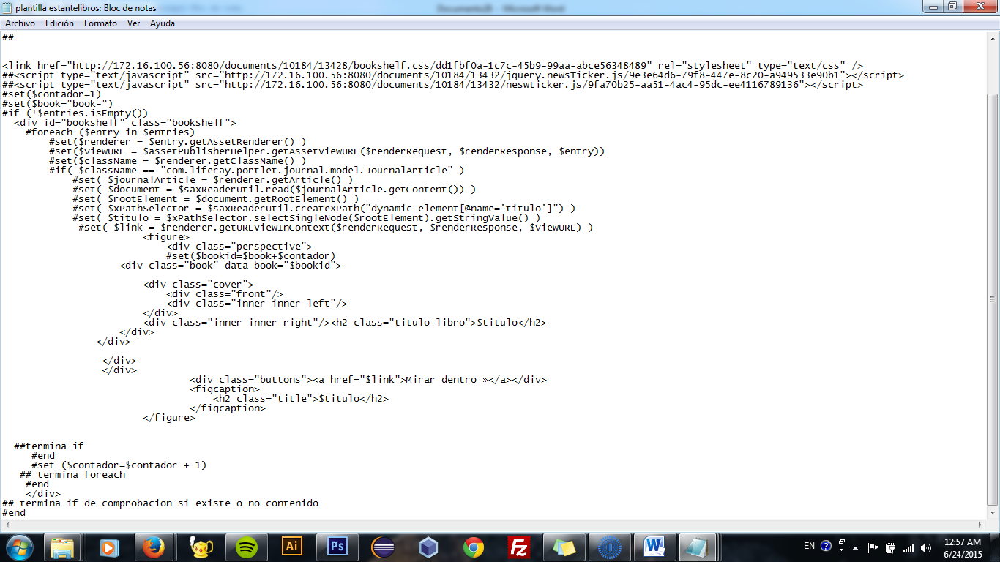 plantilla estantelibros: Bloc de notas
Archivo Edición Formato Ver Ayuda
##
<link href="http://172.16.100.56:8080/documents/10184/13428/bookshelf.css/dd1fbf0a-1c7c-45b9-99aa-abce56348489" rel="stylesheet" type="text/css" />
##<script type="text/javascript" src="http://172.16.100.56:8080/documents/10184/13432/jquery.newsTicker.js/9e3e64d6-79f8-447e-8c20-a949533e90b1"></script>
##<script type="text/javascript" src="http://172.16.100.56:8080/documents/10184/13432/neswticker.js/9fa70b25-aa51-4ac4-95dc-ee4116789136"></script>
#set($contador=1)
#set($book="book-")
#if (!$entries.isEmpty())
<div id="bookshelf" class="bookshelf">
#foreach ($entry in $entries)
#set($renderer = $entry.getAssetRenderer() )
#set($viewURL = $assetPublisherHelper.getAssetViewURL($renderRequest, $renderResponse, $entry))
#set($className = $renderer.getClassName() )
#if( $className == "com.liferay.portlet.journal.model.JournalArticle" )
#set( $journalArticle = $renderer.getArticle() )
#set( $document = $saxReaderUtil.read($journalArticle.getContent()) )
#set( $rootElement = $document.getRootElement() )
#set( $xPathSelector = $saxReaderUtil.createXPath("dynamic-element[@name='titulo']") )
#set( $titulo = $xPathSelector.selectSingleNode($rootElement).getStringValue() )
#set( $link = $renderer.getURLViewInContext($renderRequest, $renderResponse, $viewURL) )
<figure>
<div class="perspective">
#set($bookid=$book+$contador)
<div class="book" data-book="$bookid">
<div class="cover">
<div class="front"/>
<div class="inner inner-left"/>
</div>
<div class="inner inner-right"/><h2 class="titulo-libro">$titulo</h2>
</div>
</div>
</div>
</div>
<div class="buttons"><a href="$link">Mirar dentro »</a></div>
<figcaption>
<h2 class="title">$titulo</h2>
</figcaption>
</figure>
##termina if
#end
#set ($contador=$contador + 1)
## termina foreach
#end
</div>
## termina if de comprobacion si existe o no contenido
#end
Ai
Ps
EN
12:57 AM
6/24/2015